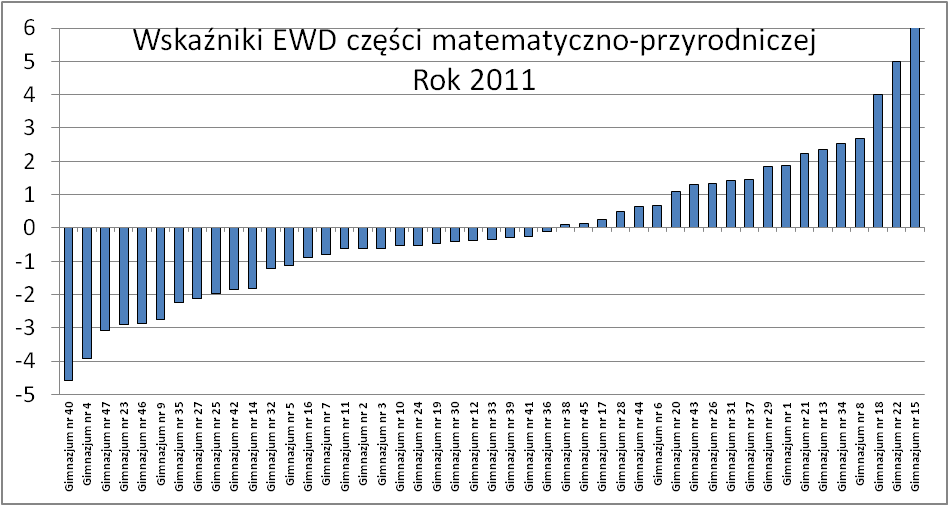 Wskaźniki EWD części matematyczno-przyrodniczej
Rok 2011
6
5
4
3
2
1
0
-1
-2
-3
-4
-5
Gimnazjum nr 40
Gimnazjum nr 4
Gimnazjum nr 47
Gimnazjum nr 23
Gimnazjum nr 46
Gimnazjum nr 9
Gimnazjum nr 35
Gimnazjum nr 27
Gimnazjum nr 25
Gimnazjum nr 42
Gimnazjum nr 14
Gimnazjum nr 32
Gimnazjum nr 5
Gimnazjum nr 16
Gimnazjum nr 7
Gimnazjum nr 11
Gimnazjum nr 2
Gimnazjum nr 3
Gimnazjum nr 10
Gimnazjum nr 24
Gimnazjum nr 19
Gimnazjum nr 30
Gimnazjum nr 12
Gimnazjum nr 33
Gimnazjum nr 39
Gimnazjum nr 41
Gimnazjum nr 36
Gimnazjum nr 38
Gimnazjum nr 45
Gimnazjum nr 17
Gimnazjum nr 28
Gimnazjum nr 44
Gimnazjum nr 6
Gimnazjum nr 20
Gimnazjum nr 43
Gimnazjum nr 26
Gimnazjum nr 31
Gimnazjum nr 37
Gimnazjum nr 29
Gimnazjum nr 1
Gimnazjum nr 21
Gimnazjum nr 13
Gimnazjum nr 34
Gimnazjum nr 8
Gimnazjum nr 18
Gimnazjum nr 22
Gimnazjum nr 15